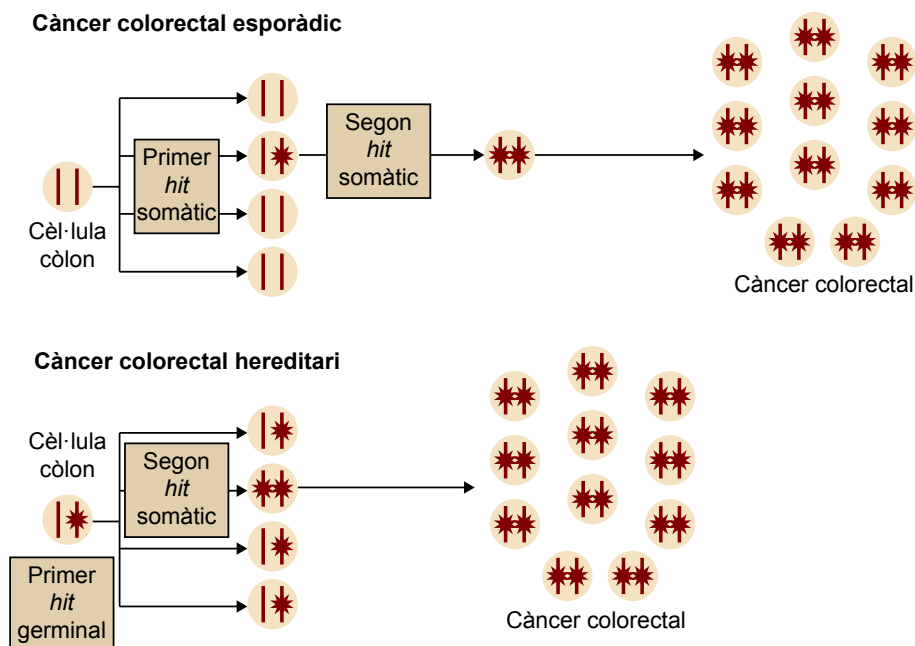 Càncer colorectal esporàdic
Primer
hit
somàtic
Segon
hit
somàtic
Cèl·lula
còlon
Càncer colorectal
Càncer colorectal hereditari
Cèl·lula
còlon
Segon
hit
somàtic
Primer
hit
germinal
Càncer colorectal